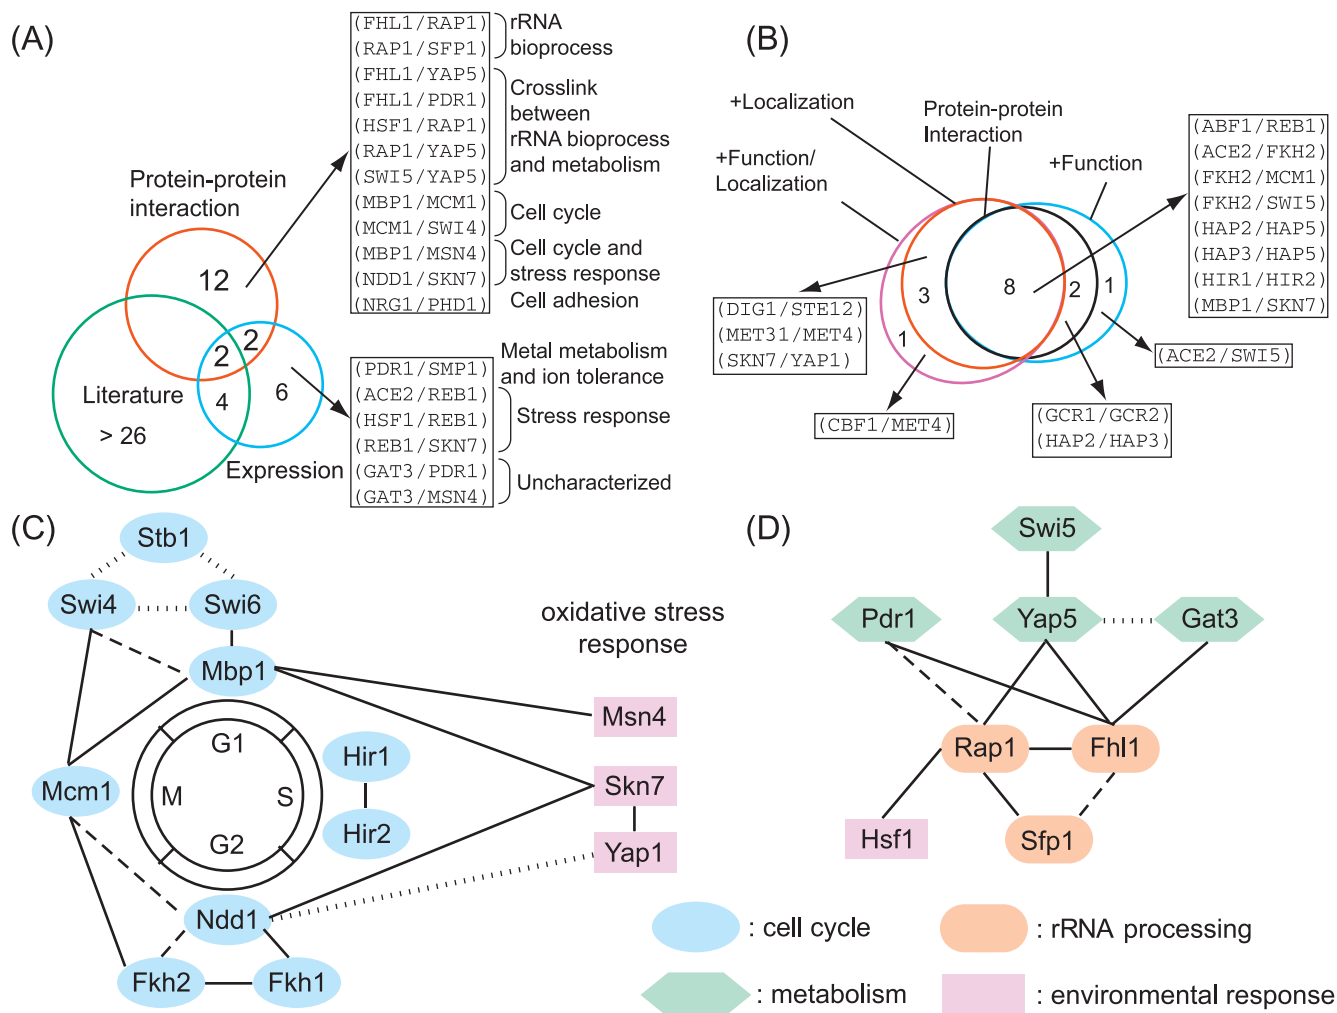 (A)
(FHL1/RAP1)
(RAP1/SFP1)
rRNA
bioprocess
(FHL1/YAP5)
(FHL1/PDR1)
(HSF1/RAP1)
(RAP1/YAP5)
(SWI5/YAP5)
Crosslink
between
rRNA bioprocess
and metabolism
(MBP1/MCM1)
(MCM1/SWI4)
Cell cycle
(MBP1/MSN4)
(NDD1/SKN7)
Cell cycle and
stress response
(NRG1/PHD1)
Cell adhesion
Protein-protein
interaction
12
2
2
4
6
Literature
> 26
Expression
(PDR1/SMP1)
Metal metabolism
and ion tolerance
(ACE2/REB1)
(HSF1/REB1)
(REB1/SKN7)
Stress response
(GAT3/PDR1)
(GAT3/MSN4)
Uncharacterized
(B)
+Localization
Protein-protein
Interaction
+Function/
Localization
+Function
(ABF1/REB1)
(ACE2/FKH2)
(FKH2/MCM1)
(FKH2/SWI5)
(HAP2/HAP5)
(HAP3/HAP5)
(HIR1/HIR2)
(MBP1/SKN7)
3
8
2
1
1
(DIG1/STE12)
(MET31/MET4)
(SKN7/YAP1)
(ACE2/SWI5)
(CBF1/MET4)
(GCR1/GCR2)
(HAP2/HAP3)
(C)
Stb1
Swi4
Swi6
Mbp1
oxidative stress
response
Msn4
G1
Hir1
Mcm1
M
S
Skn7
Hir2
G2
Yap1
Ndd1
Fkh2
Fkh1
(D)
Swi5
Pdr1
Yap5
Gat3
Rap1
Fhl1
Hsf1
Sfp1
: cell cycle
: rRNA processing
: metabolism
: environmental response